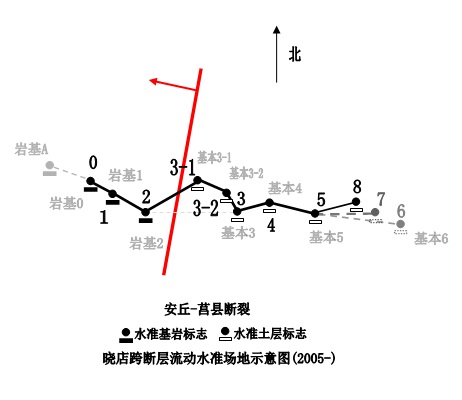 北
岩基A
0
岩基1
3-1
基本3-1
基本3-2
岩基0
1
2
3-2
3
基本4
5
8
7
6
岩基2
基本3
4
基本5
基本6
安丘-莒县断裂
水准基岩标志 水准土层标志
晓店跨断层流动水准场地示意图(2005-)